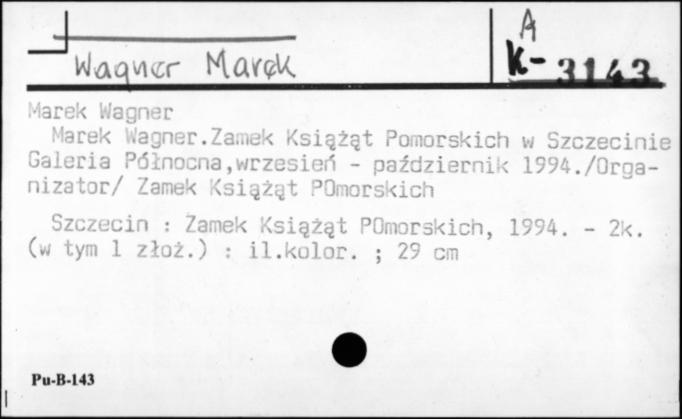 A
Wagner Marek
K-3143
Marek Wagner
Marek Wagner.Zamek Książąt Pomorskich w Szczecinie
Galeria Północna,wrzesień - październik 1994./Orga-
nizator/ Zamek Książąt POmorskich
Szczecin : Zamek Książąt POmorskich, 1994. - 2k.
(w tym 1 złoż.) : il.kolor. ; 29 cm
Pu-B-143